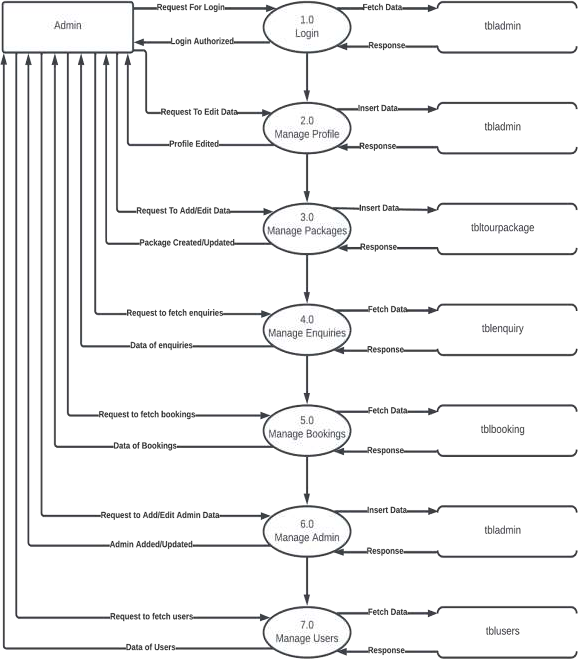 Admin
Request For Login
1.0
Login
Fetch Data
tbladmin
Login Authorized
Response
Request To Edit Data
2.0
Manage Profile
Insert Data
tbladmin
Profile Edited
Response
Request To Add/Edit Data
3.0
Manage Packages
Insert Data
tbltourpackage
Package Created/Updated
Response
Request to fetch enquiries
4.0
Manage Enquiries
Fetch Data
tblenquiry
Data of enquiries
Response
Request to fetch bookings
5.0
Manage Bookings
Fetch Data
tblbooking
Data of Bookings
Response
Request to Add/Edit Admin Data
6.0
Manage Admin
Insert Data
tbladmin
Admin Added/Updated
Response
Request to fetch users
7.0
Manage Users
Fetch Data
tblusers
Data of Users
Response